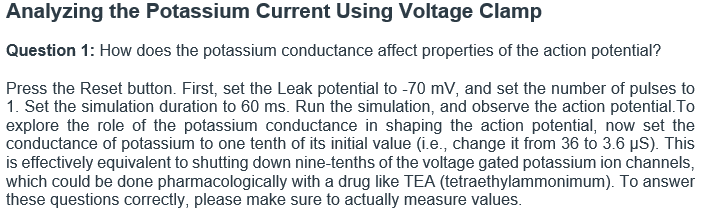 Analyzing the Potassium Current Using Voltage Clamp
Question 1: How does the potassium conductance affect properties of the action potential?
Press the Reset button. First, set the Leak potential to -70 mV, and set the number of pulses to
1. Set the simulation duration to 60 ms. Run the simulation, and observe the action potential.To
explore the role of the potassium conductance in shaping the action potential, now set the
conductance of potassium to one tenth of its initial value (i.e., change it from 36 to 3.6 µS). This
is effectively equivalent to shutting down nine-tenths of the voltage gated potassium ion channels,
which could be done pharmacologically with a drug like TEA (tetraethylammonimum). To answer
these questions correctly, please make sure to actually measure values.